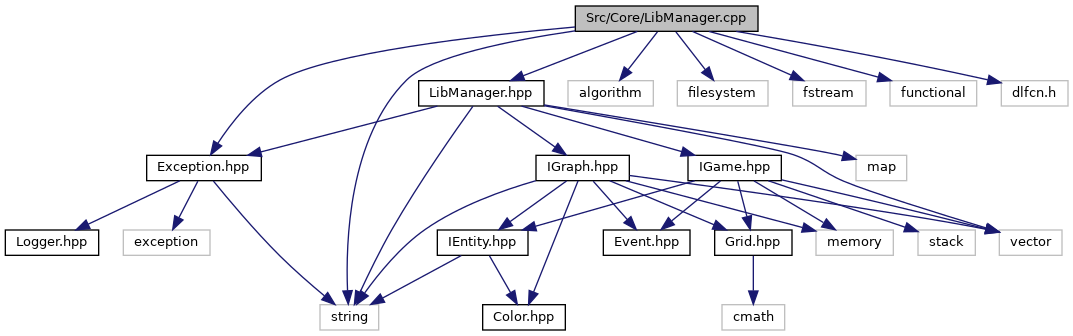 Src/Core/LibManager.cpp
LibManager.hpp
algorithm
filesystem
fstream
functional
dlfcn.h
Exception.hpp
IGraph.hpp
IGame.hpp
map
Logger.hpp
exception
IEntity.hpp
Event.hpp
Grid.hpp
memory
stack
vector
string
Color.hpp
cmath